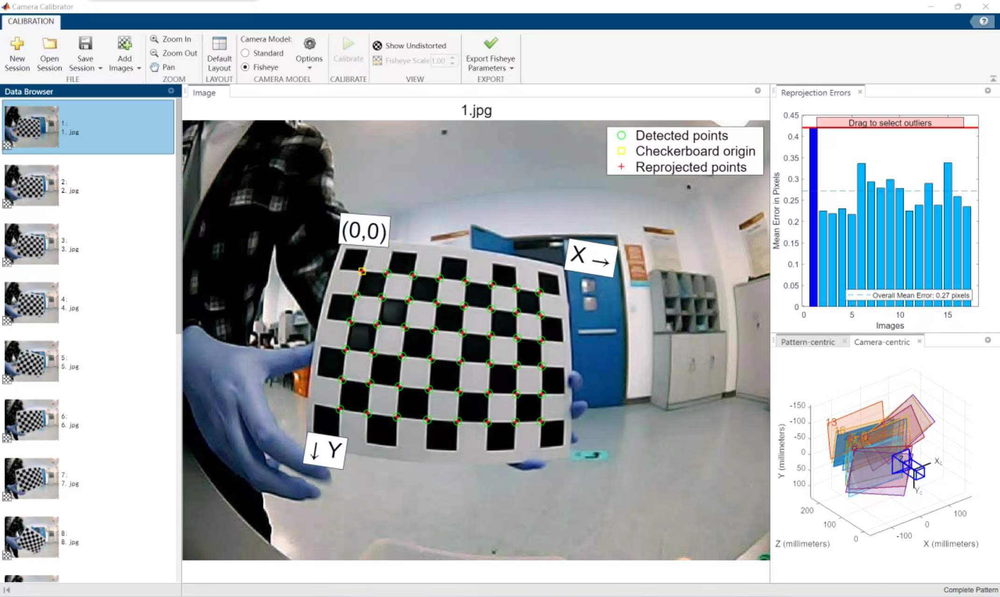 Camera Calibrator
CALIBRATION
New Session
Open Session
Save Session
Add Images
FILE
Zoom In
Zoom Out
Pan
ZOOM
Default Layout
LAYOUT
Camera Model:
Standard
Fisheye
Options
CAMERA MODEL
Calibrate
CALIBRATE
Show Undistorted
Fisheye Scale 1.00
VIEW
Export Fisheye Parameters
EXPORT
Data Browser
1:
1. jpg
2:
2. jpg
3:
3. jpg
4:
4. jpg
5:
5. jpg
6:
6. jpg
7:
7. jpg
8:
8. jpg
Image
1.jpg
Detected points
Checkerboard origin
Reprojected points
(0,0)
X →
↓ Y
Reprojection Errors
Drag to select outliers
0.45
0.4
0.35
0.3
0.25
0.2
0.15
0.1
0.05
0
Mean Error in Pixels
Overall Mean Error: 0.27 pixels
0 5 10 15
Images
Pattern-centric
Camera-centric
-150
-100
-50
0
50
100
Y (millimeters)
13
16
Xc
Yc
200
100
0
Z (millimeters)
-100
0
100
X (millimeters)
Complete Pattern